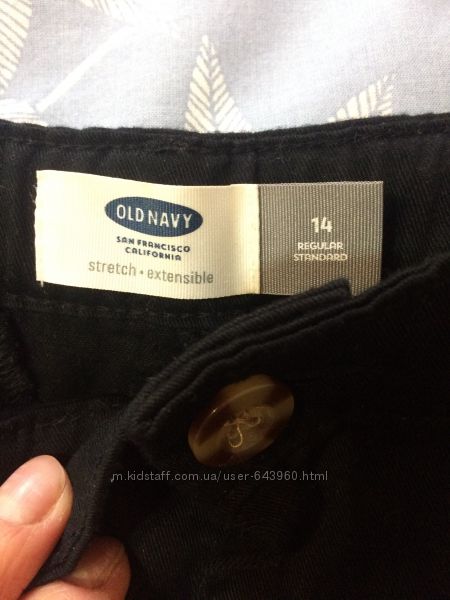 OLD NAVY
SAN FRANCISCO
CALIFORNIA
stretch • extensible
14
REGULAR
STANDARD
m.kidstaff.com.ua/user-643960.html